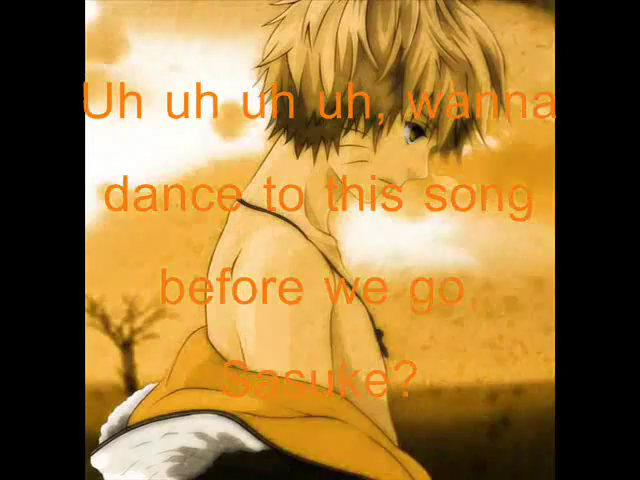 Uh uh uh uh, wanna
dance to this song
before we go
Sasuke?